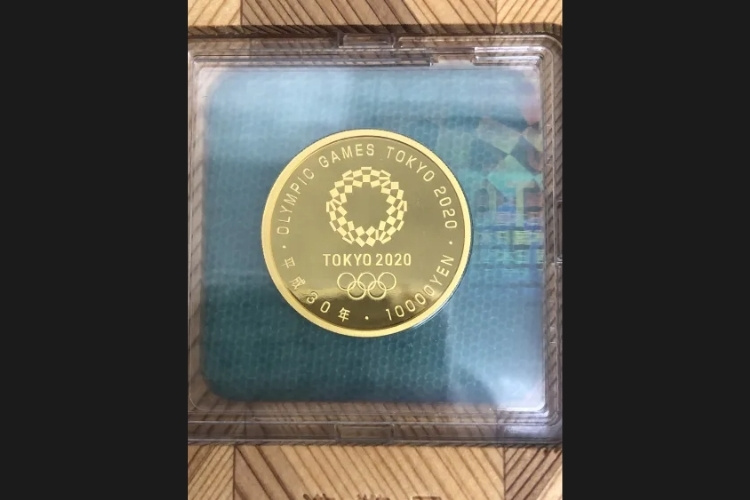 OLYMPIC GAMES TOKYO 2020
TOKYO 2020
平成30年 · 10000YEN